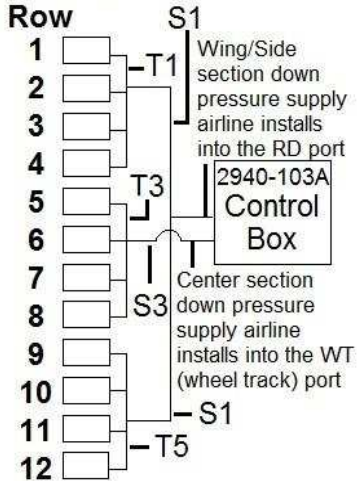 Row
S1
1
2
3
4
5
6
7
8
9
10
11
12
T1
Wing/Side
section down
pressure supply
airline installs
into the RD port
T3
2940-103A
Control
Box
S3
Center section
down pressure
supply airline
installs into the WT
(wheel track) port
S1
T5